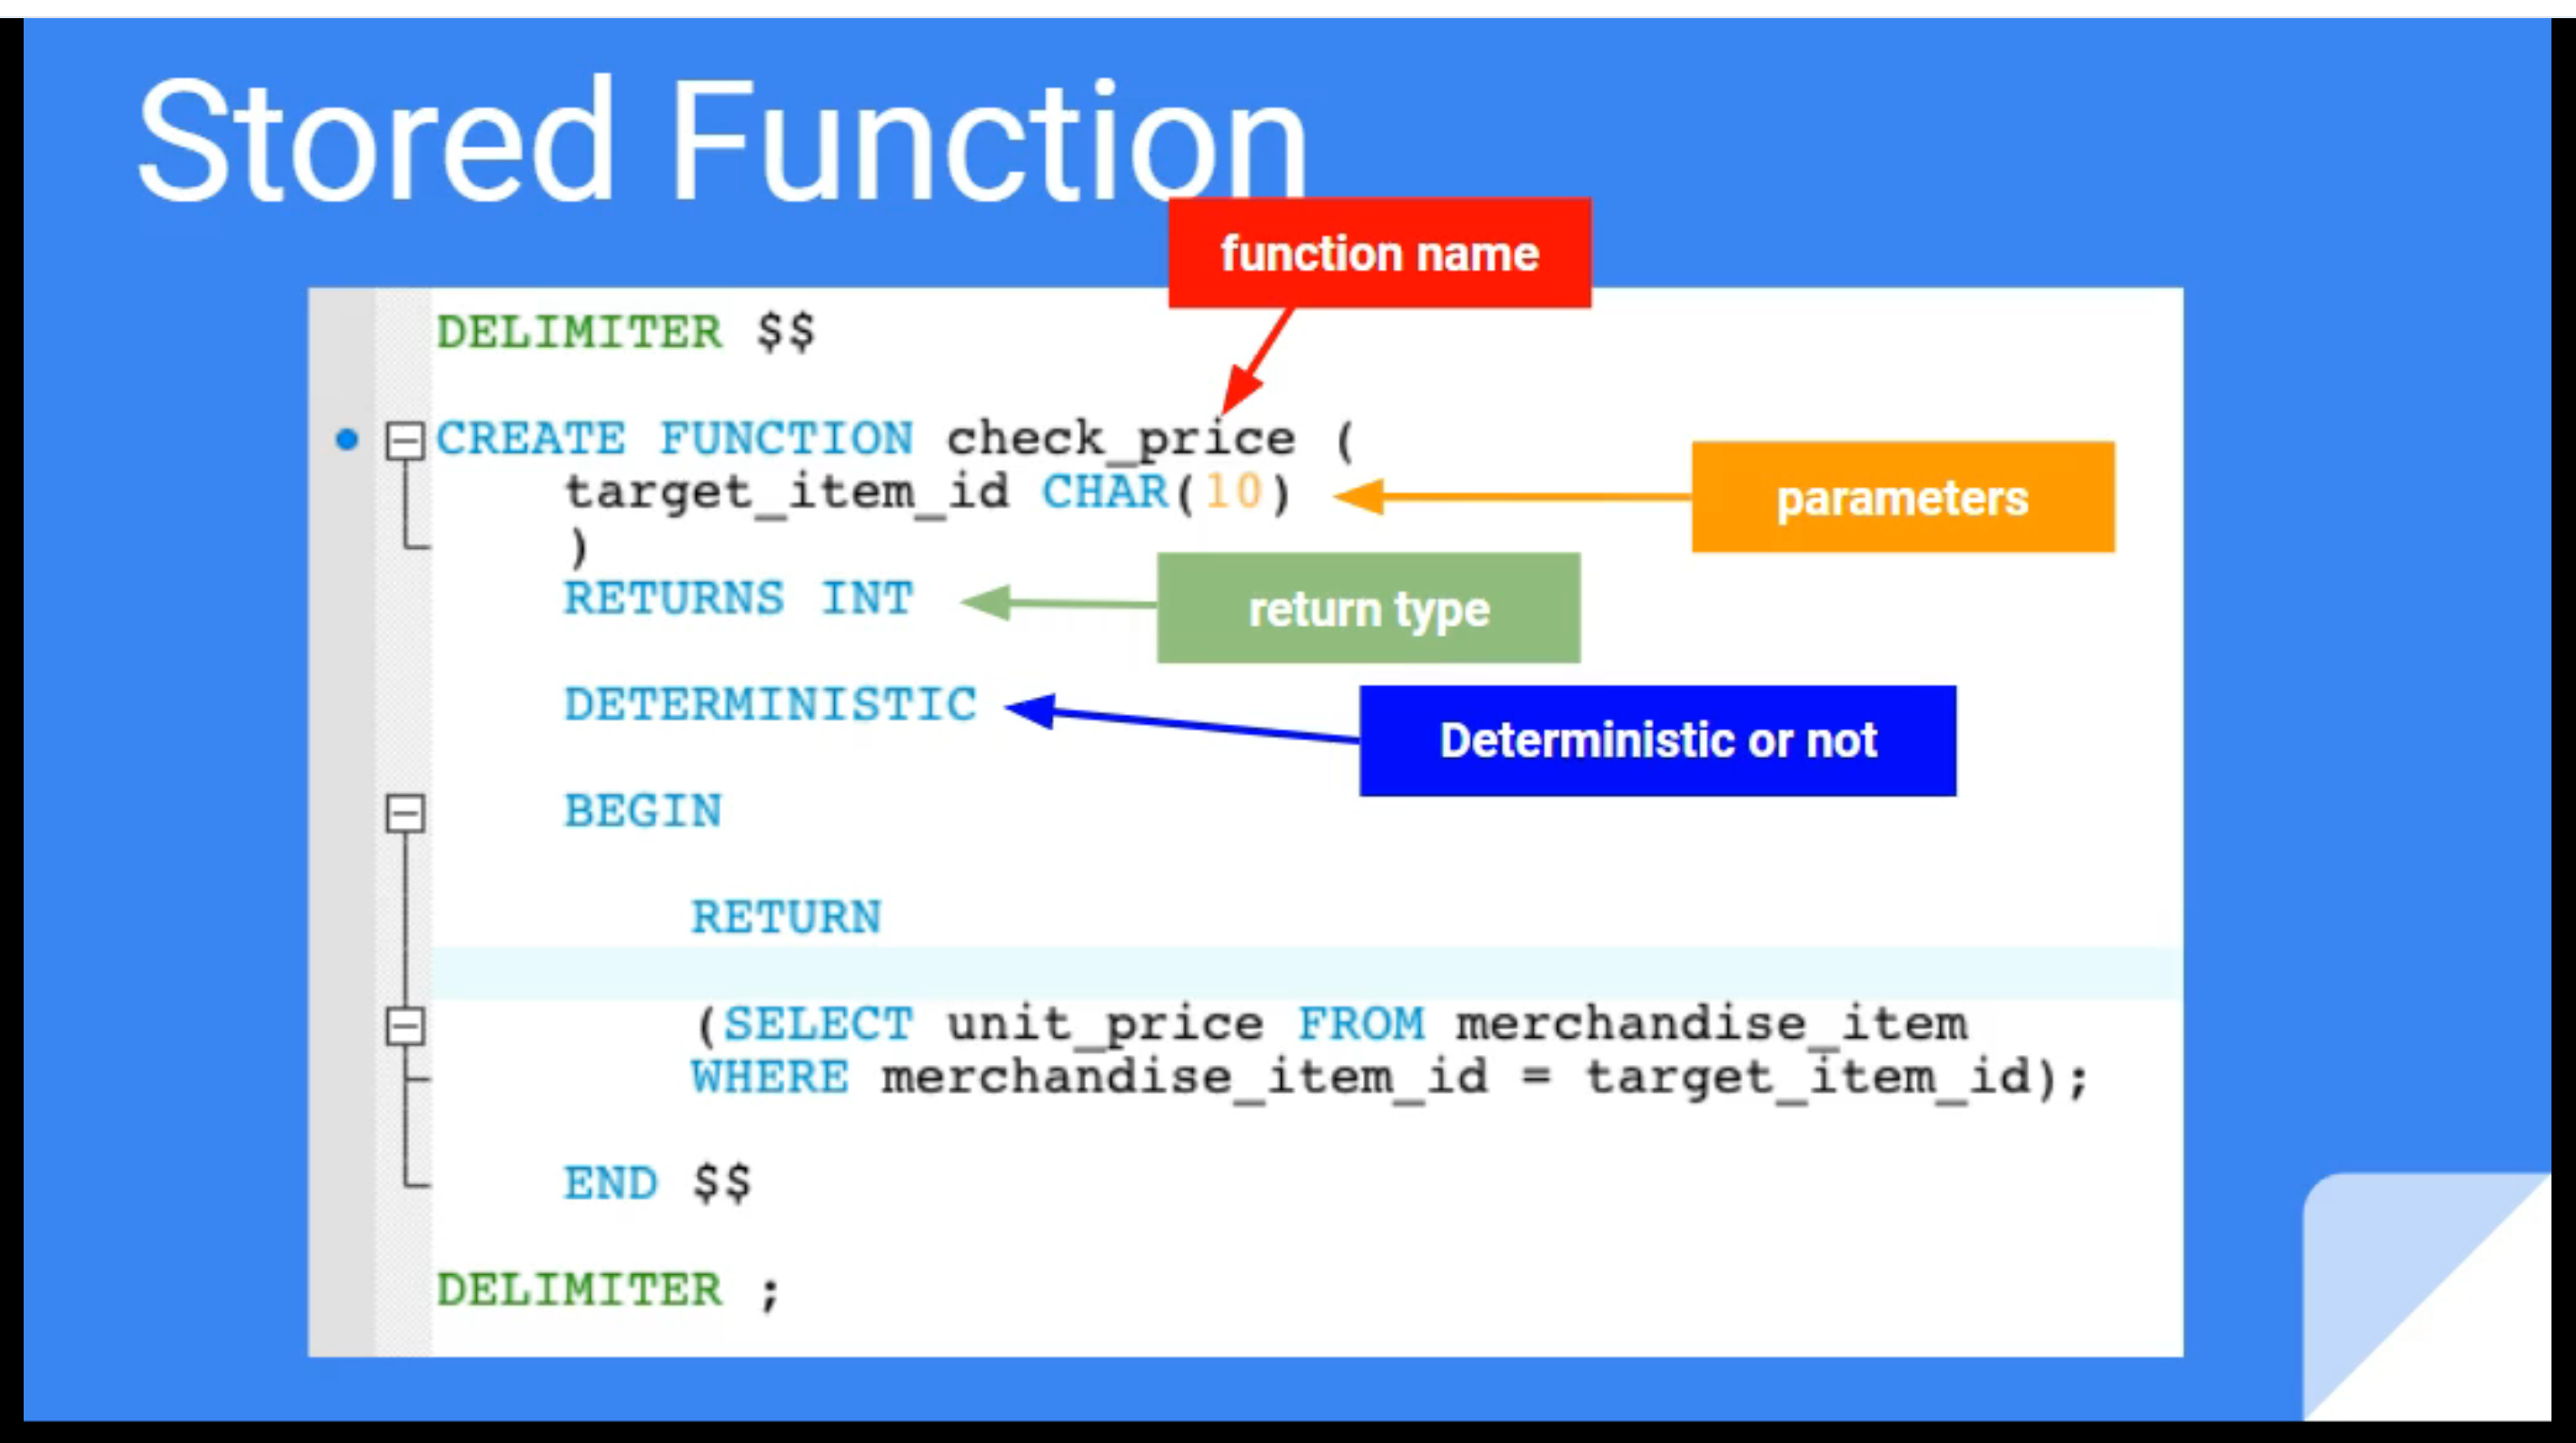 Stored Function
function name
DELIMITER $$
CREATE FUNCTION check_price (
target_item_id CHAR(10)
parameters
)
RETURNS INT
return type
DETERMINISTIC
Deterministic or not
BEGIN
RETURN
(SELECT unit_price FROM merchandise_item
WHERE merchandise_item_id = target_item_id);
END $$
DELIMITER ;